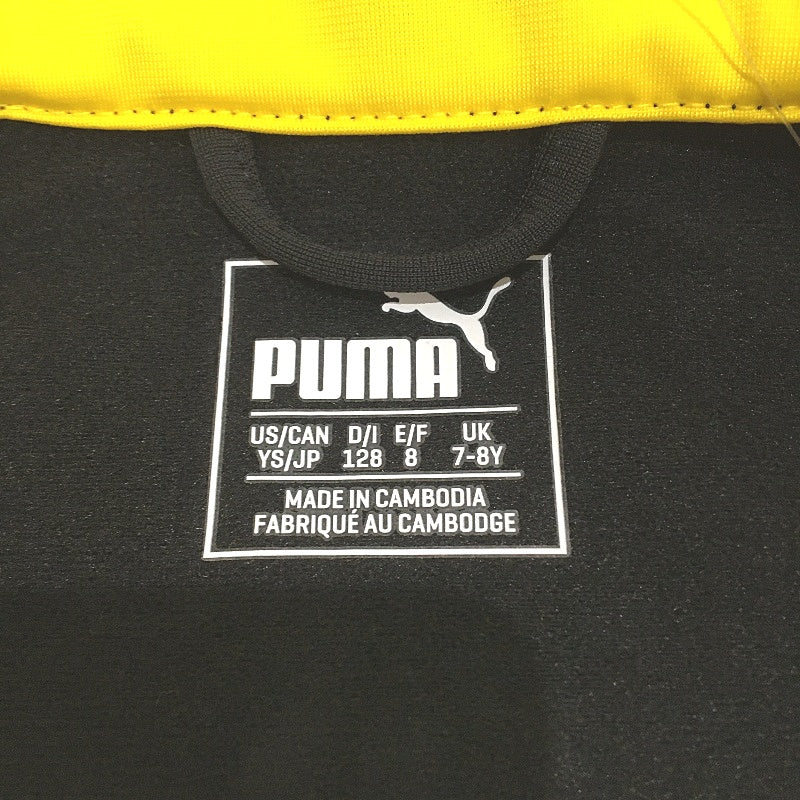 PUMA
US/CAN D/I E/F UK
YS/JP 128 8 7-8Y
MADE IN CAMBODIA
FABRIQUÉ AU CAMBODGE